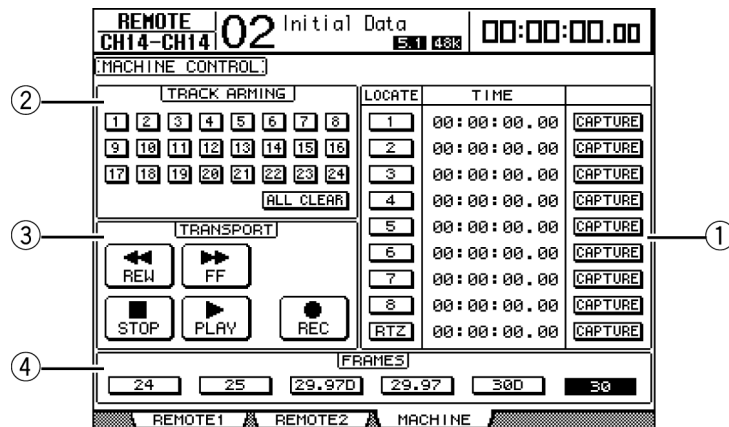 REMOTE
CH14-CH14
02
Initial Data
5.1 48k
00:00:00.00
MACHINE CONTROL
②
TRACK ARMING
1 2 3 4 5 6 7 8
9 10 11 12 13 14 15 16
17 18 19 20 21 22 23 24
ALL CLEAR
③
TRANSPORT
REW FF
STOP PLAY REC
LOCATE TIME
1 00:00:00.00 CAPTURE
2 00:00:00.00 CAPTURE
3 00:00:00.00 CAPTURE
4 00:00:00.00 CAPTURE
5 00:00:00.00 CAPTURE
6 00:00:00.00 CAPTURE
7 00:00:00.00 CAPTURE
8 00:00:00.00 CAPTURE
RTZ 00:00:00.00 CAPTURE
①
④
FRAMES
24 25 29.97D 29.97 30D 30
REMOTE1 REMOTE2 MACHINE